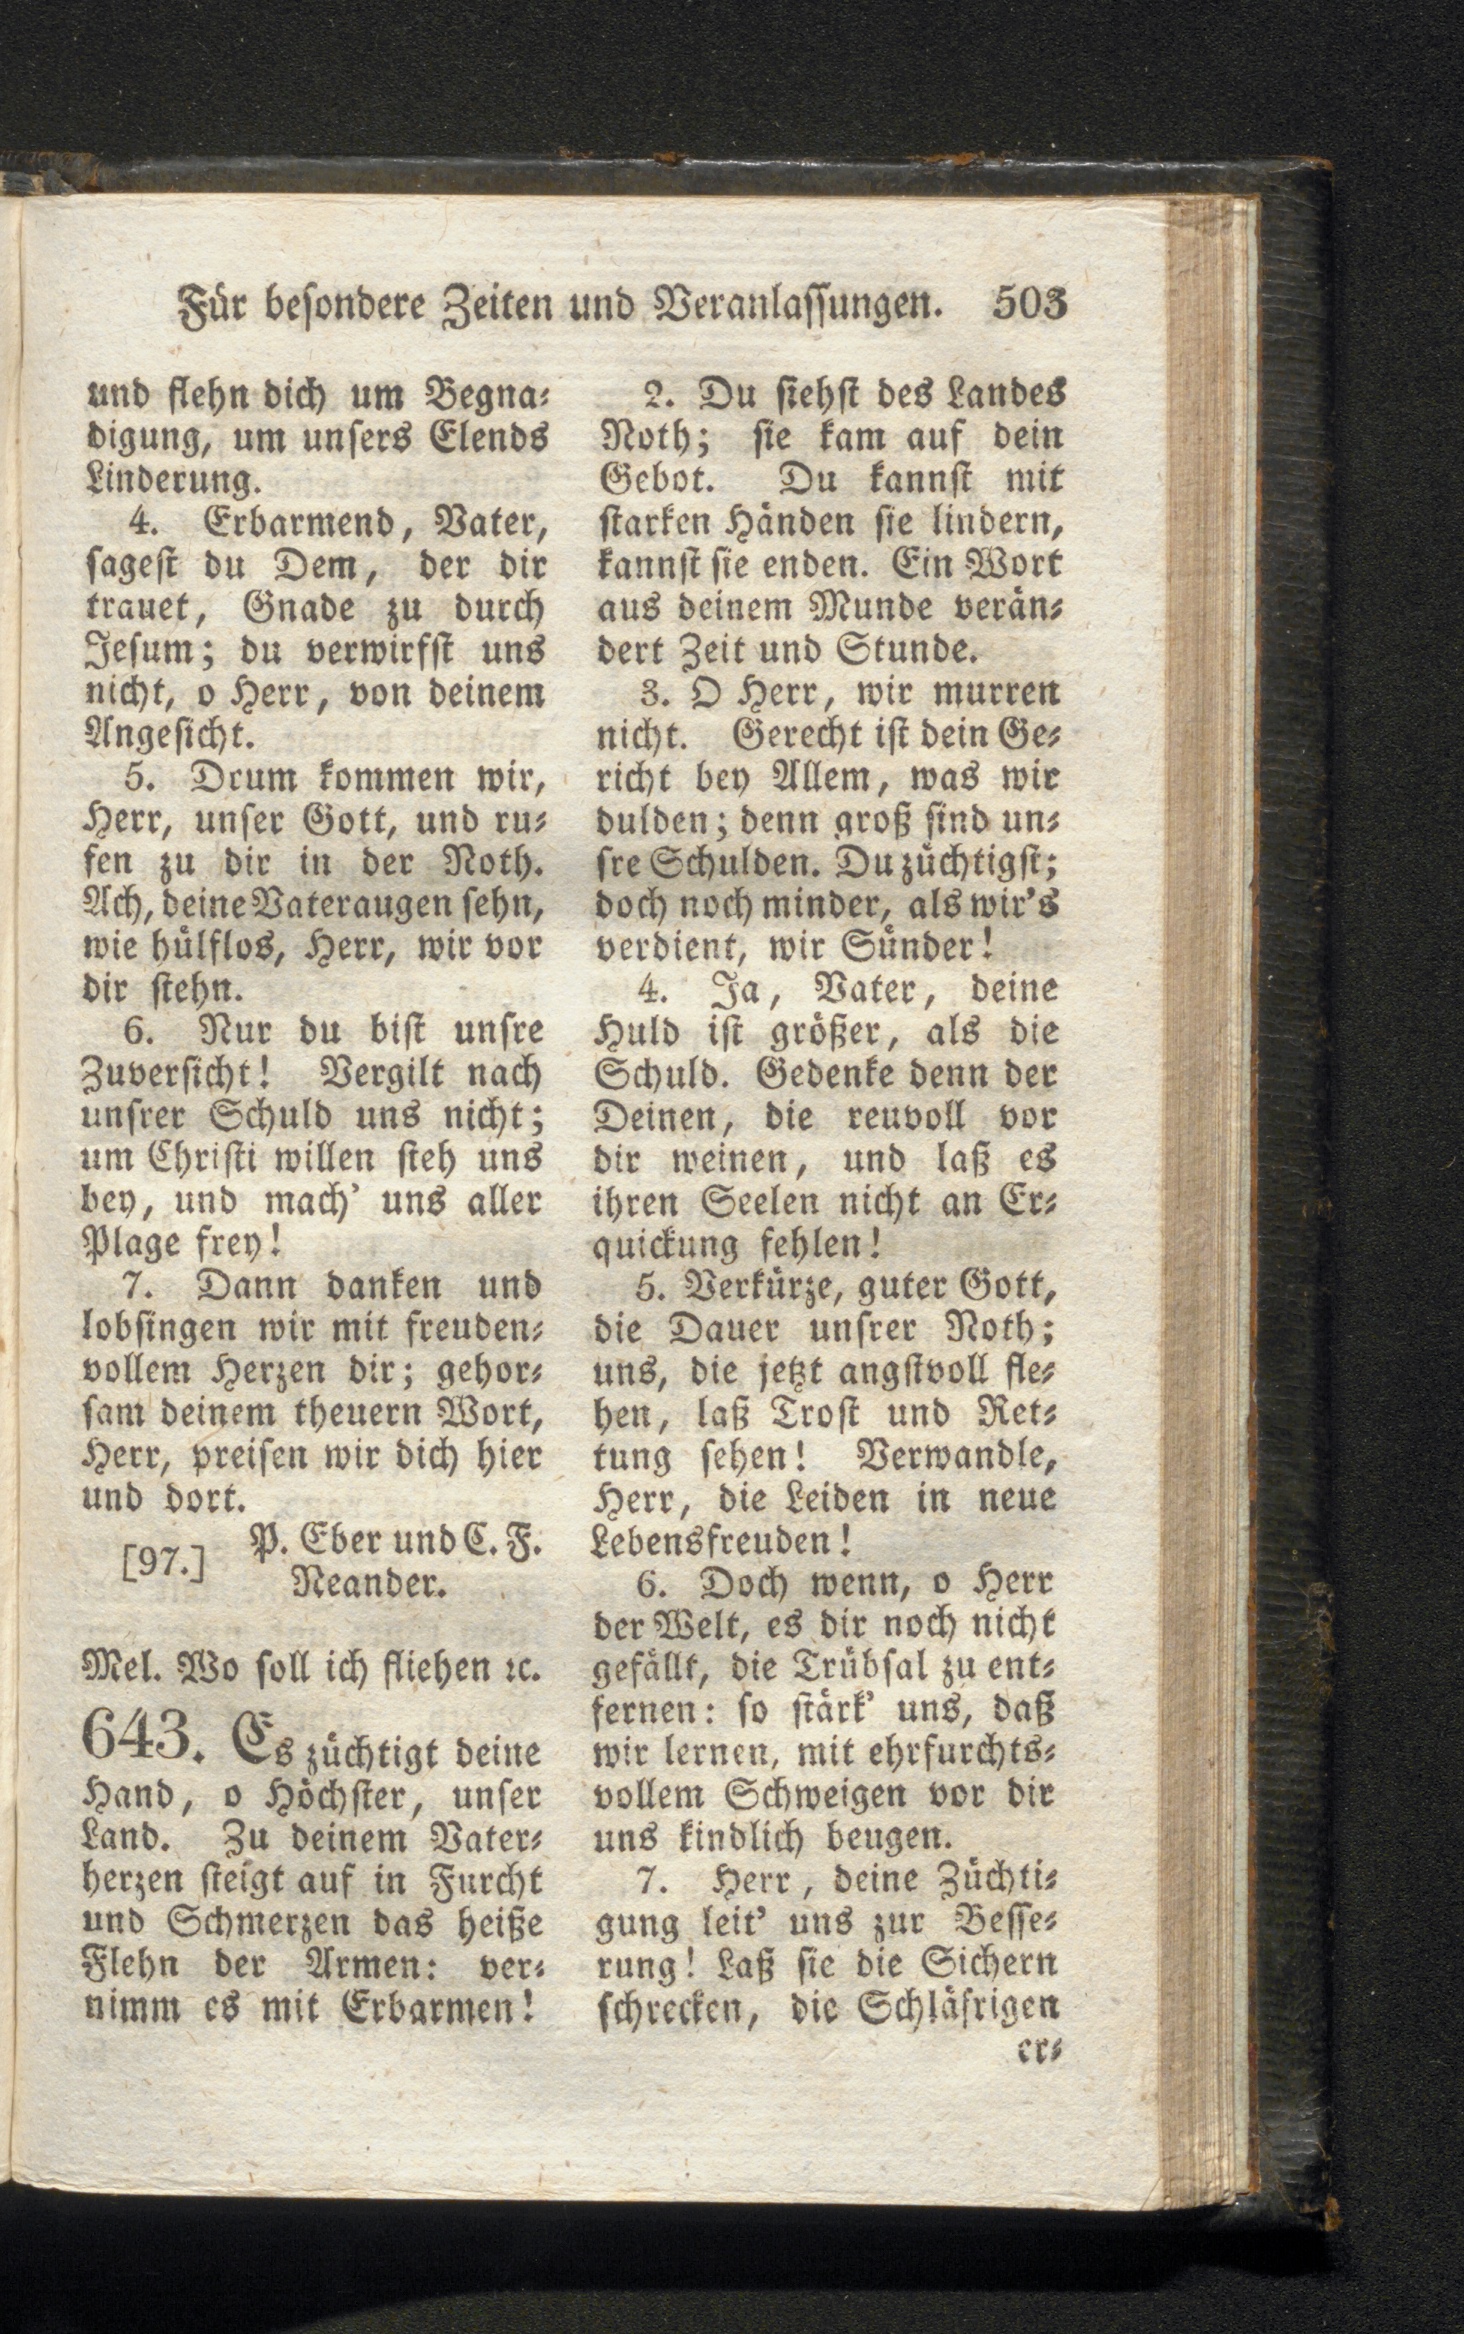 Für besondere Zeiten und Veranlassungen. 503
und flehn dich um Begna⸗
digung, um unsers Elends
Linderung.
4. Erbarmend, Vater,
sagest du Dem, der dir
trauet, Gnade zu durch
Jesum; du verwirfst uns
nicht, o Herr, von deinem
Angesicht.
5. Drum kommen wir,
Herr, unser Gott, und ru⸗
fen zu dir in der Noth.
Ach, deine Vateraugen sehn,
wie hülflos, Herr, wir vor
dir stehn.
6. Nur du bist unsre
Zuversicht! Vergilt nach
unsrer Schuld uns nicht;
um Christi willen steh uns
bey, und mach' uns aller
Plage frey!
7. Dann danken und
lobsingen wir mit freuden⸗
vollem Herzen dir; gehor⸗
sam deinem theuern Wort,
Herr, preisen wir dich hier
und dort.
[97.] P. Eber und C. F.
Neander.
Mel. Wo soll ich fliehen ꝛc.
643. Es züchtigt deine
Hand, o Höchster, unser
Land. Zu deinem Vater⸗
herzen steigt auf in Furcht
und Schmerzen das heiße
Flehn der Armen: ver⸗
nimm es mit Erbarmen!
2. Du siehst des Landes
Noth; sie kam auf dein
Gebot. Du kannst mit
starken Händen sie lindern,
kannst sie enden. Ein Wort
aus deinem Munde verän⸗
dert Zeit und Stunde.
3. O Herr, wir murren
nicht. Gerecht ist dein Ge⸗
richt bey Allem, was wir
dulden; denn groß sind un⸗
sre Schulden. Du züchtigst;
doch noch minder, als wir's
verdient, wir Sünder!
4. Ja, Vater, deine
Huld ist größer, als die
Schuld. Gedenke denn der
Deinen, die reuvoll vor
dir weinen, und laß es
ihren Seelen nicht an Er⸗
quickung fehlen!
5. Verkürze, guter Gott,
die Dauer unsrer Noth;
uns, die jetzt angstvoll fle⸗
hen, laß Trost und Ret⸗
tung sehen! Verwandle,
Herr, die Leiden in neue
Lebensfreuden!
6. Doch wenn, o Herr
der Welt, es dir noch nicht
gefällt, die Trübsal zu ent⸗
fernen: so stärk' uns, daß
wir lernen, mit ehrfurchts⸗
vollem Schweigen vor dir
uns kindlich beugen.
7. Herr, deine Züchti⸗
gung leit' uns zur Besse⸗
rung! Laß sie die Sichern
schrecken, die Schläfrigen
er⸗